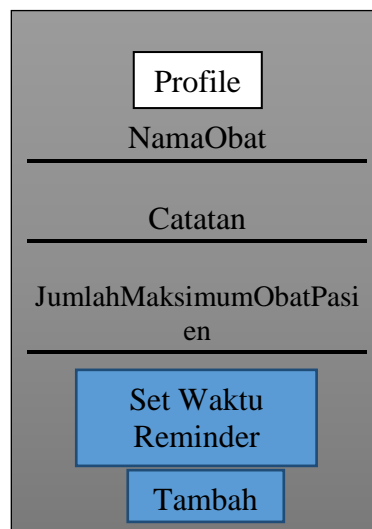 Profile
NamaObat
Catatan
JumlahMaksimumObatPasi
en
Set Waktu
Reminder
Tambah